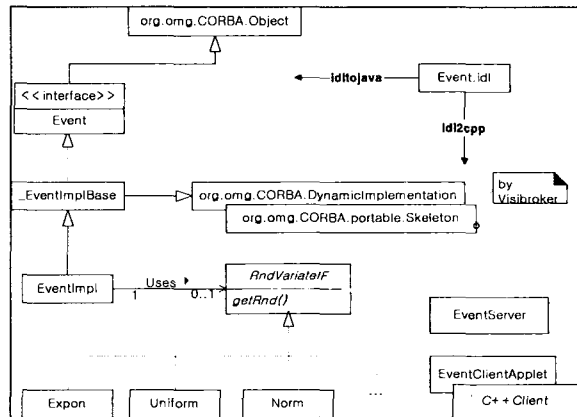 org.omg.CORBA.Object
idltojava
Event.idl
<<interface>>
Event
idl2cpp
_EventImplBase
org.omg.CORBA.DynamicImplementation
org.omg.CORBA.portable.Skeleton
by
Visibroker
EventImpl
Uses
1
0..1
RndVariateIF
getRnd()
EventServer
EventClientApplet
...
Expon
Uniform
Norm
C++ Client